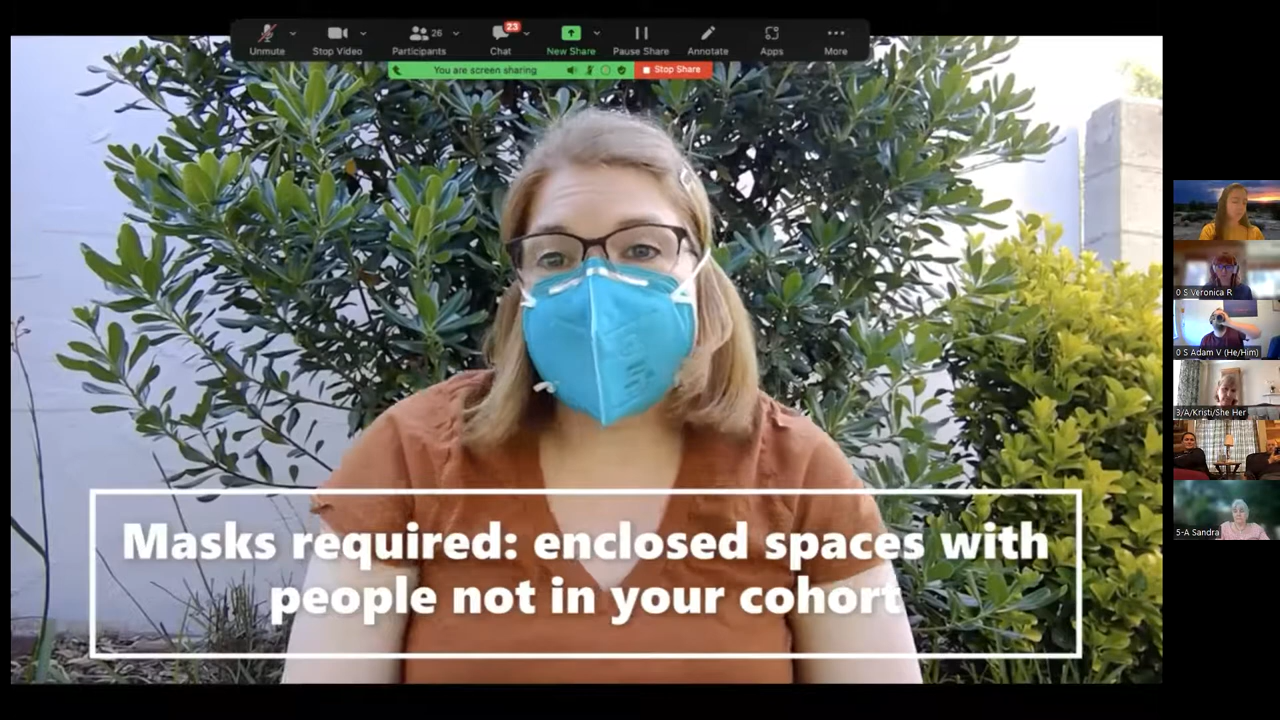 Unmute
Stop Video
26
Participants
23
Chat
New Share
Pause Share
Annotate
Apps
More
You are screen sharing
Stop Share
0 S Veronica R
0 S Adam V (He/Him)
3/A/Kristi/She Her
5-A Sandra
Masks required: enclosed spaces with
people not in your cohort